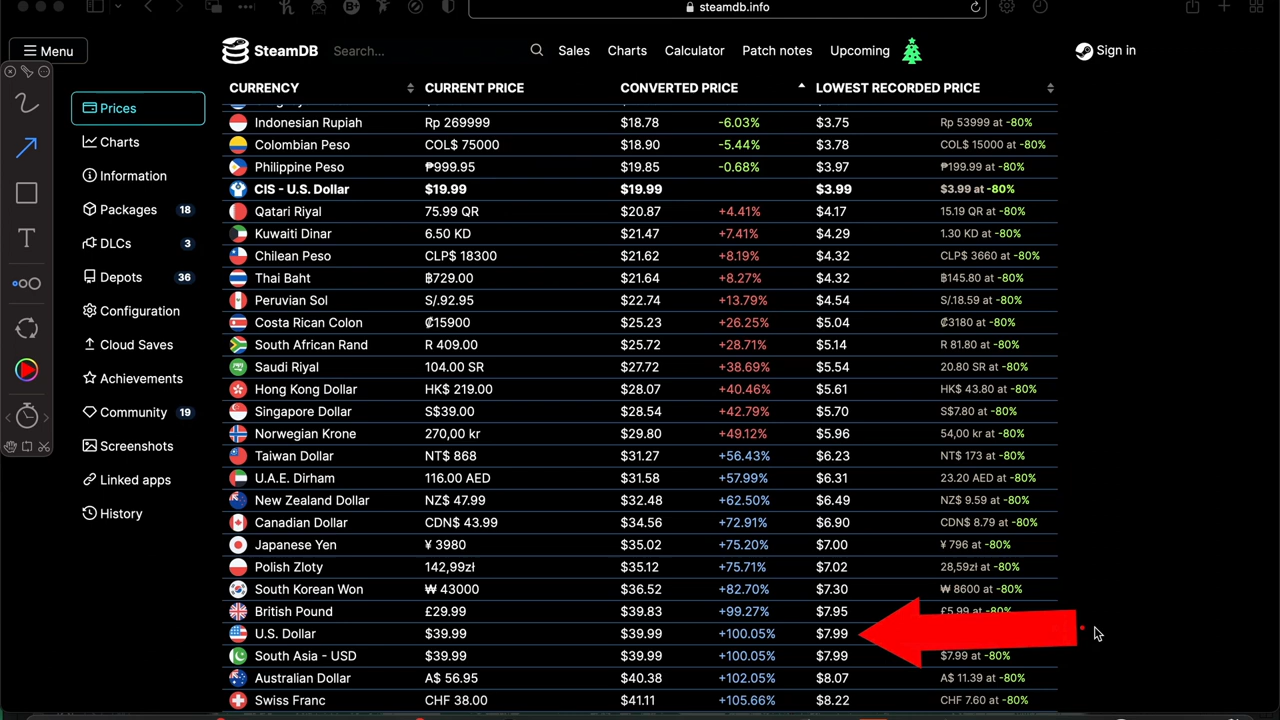 steamdb.info
Menu
SteamDB Search... Sales Charts Calculator Patch notes Upcoming Sign in
CURRENCY CURRENT PRICE CONVERTED PRICE LOWEST RECORDED PRICE
Prices
Charts
Information
Packages 18
DLCs 3
Depots 36
Configuration
Cloud Saves
Achievements
Community 19
Screenshots
Linked apps
History
T
Indonesian Rupiah Rp 269999 $18.78 -6.03% $3.75 Rp 53999 at -80%
Colombian Peso COL$ 75000 $18.90 -5.44% $3.78 COL$ 15000 at -80%
Philippine Peso ₱999.95 $19.85 -0.68% $3.97 ₱199.99 at -80%
CIS - U.S. Dollar $19.99 $19.99 $3.99 $3.99 at -80%
Qatari Riyal 75.99 QR $20.87 +4.41% $4.17 15.19 QR at -80%
Kuwaiti Dinar 6.50 KD $21.47 +7.41% $4.29 1.30 KD at -80%
Chilean Peso CLP$ 18300 $21.62 +8.19% $4.32 CLP$ 3660 at -80%
Thai Baht ฿729.00 $21.64 +8.27% $4.32 ฿145.80 at -80%
Peruvian Sol S/.92.95 $22.74 +13.79% $4.54 S/.18.59 at -80%
Costa Rican Colon ₡15900 $25.23 +26.25% $5.04 ₡3180 at -80%
South African Rand R 409.00 $25.72 +28.71% $5.14 R 81.80 at -80%
Saudi Riyal 104.00 SR $27.72 +38.69% $5.54 20.80 SR at -80%
Hong Kong Dollar HK$ 219.00 $28.07 +40.46% $5.61 HK$ 43.80 at -80%
Singapore Dollar S$39.00 $28.54 +42.79% $5.70 S$7.80 at -80%
Norwegian Krone 270,00 kr $29.80 +49.12% $5.96 54,00 kr at -80%
Taiwan Dollar NT$ 868 $31.27 +56.43% $6.23 NT$ 173 at -80%
U.A.E. Dirham 116.00 AED $31.58 +57.99% $6.31 23.20 AED at -80%
New Zealand Dollar NZ$ 47.99 $32.48 +62.50% $6.49 NZ$ 9.59 at -80%
Canadian Dollar CDN$ 43.99 $34.56 +72.91% $6.90 CDN$ 8.79 at -80%
Japanese Yen ¥ 3980 $35.02 +75.20% $7.00 ¥ 796 at -80%
Polish Zloty 142,99zł $35.12 +75.71% $7.02 28,59zł at -80%
South Korean Won ₩ 43000 $36.52 +82.70% $7.30 ₩ 8600 at -80%
British Pound £29.99 $39.83 +99.27% $7.95 £5.99 at -80%
U.S. Dollar $39.99 $39.99 +100.05% $7.99
South Asia - USD $39.99 $39.99 +100.05% $7.99 $7.99 at -80%
Australian Dollar A$ 56.95 $40.38 +102.05% $8.07 A$ 11.39 at -80%
Swiss Franc CHF 38.00 $41.11 +105.66% $8.22 CHF 7.60 at -80%